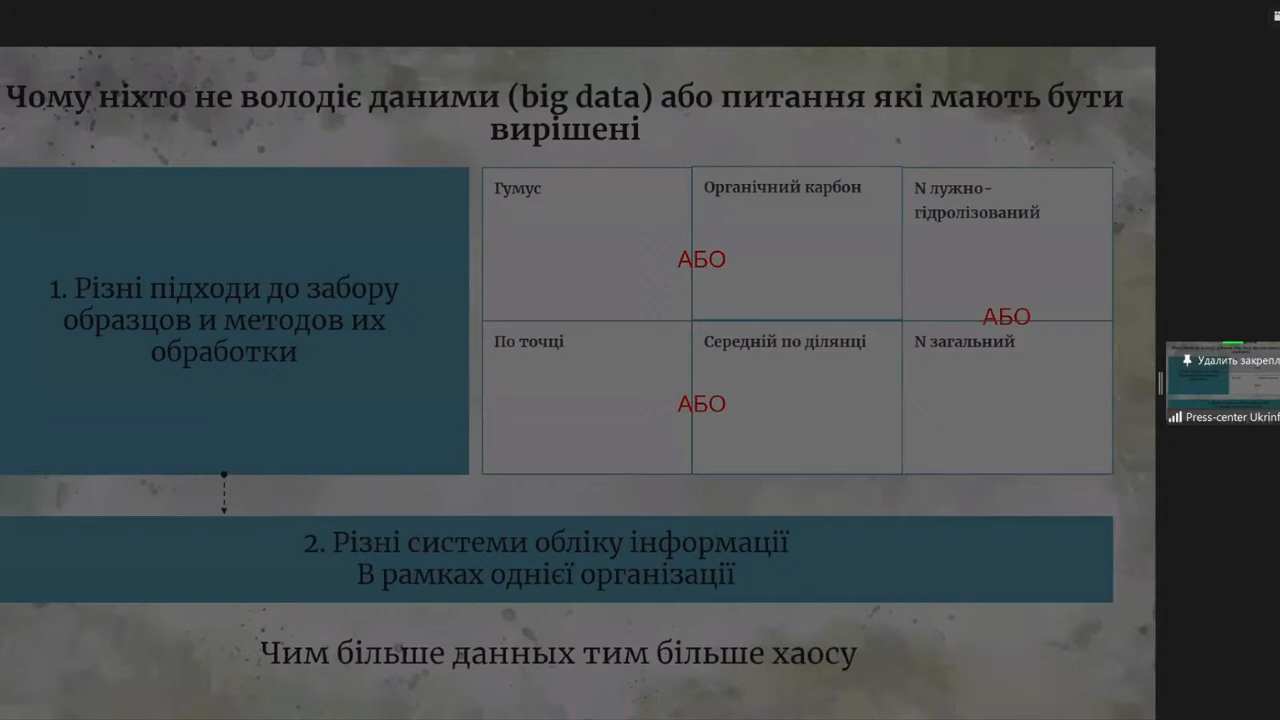 Чому ніхто не володіє даними (big data) або питання які мають бути
вирішені
1. Різні підходи до забору
образцов и методов их
обработки
Гумус
Органічний карбон
N лужно-
гідролізований
АБО
АБО
По точці
Середній по ділянці
N загальний
АБО
2. Різні системи обліку інформації
В рамках однієї організації
Чим більше данных тим більше хаосу
Удалить закрепл
Press-center Ukrinf